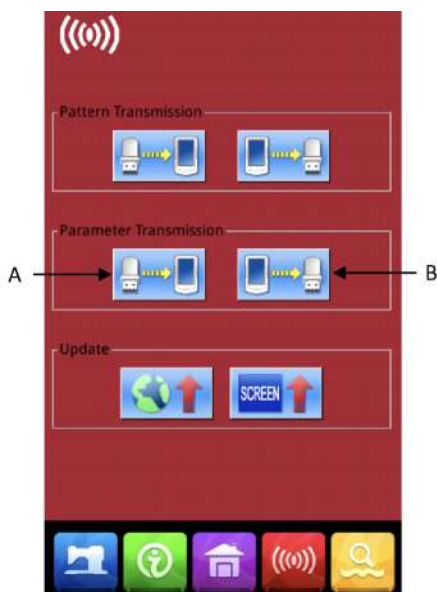 Pattern Transmission
Parameter Transmission
A
B
Update
SCREEN